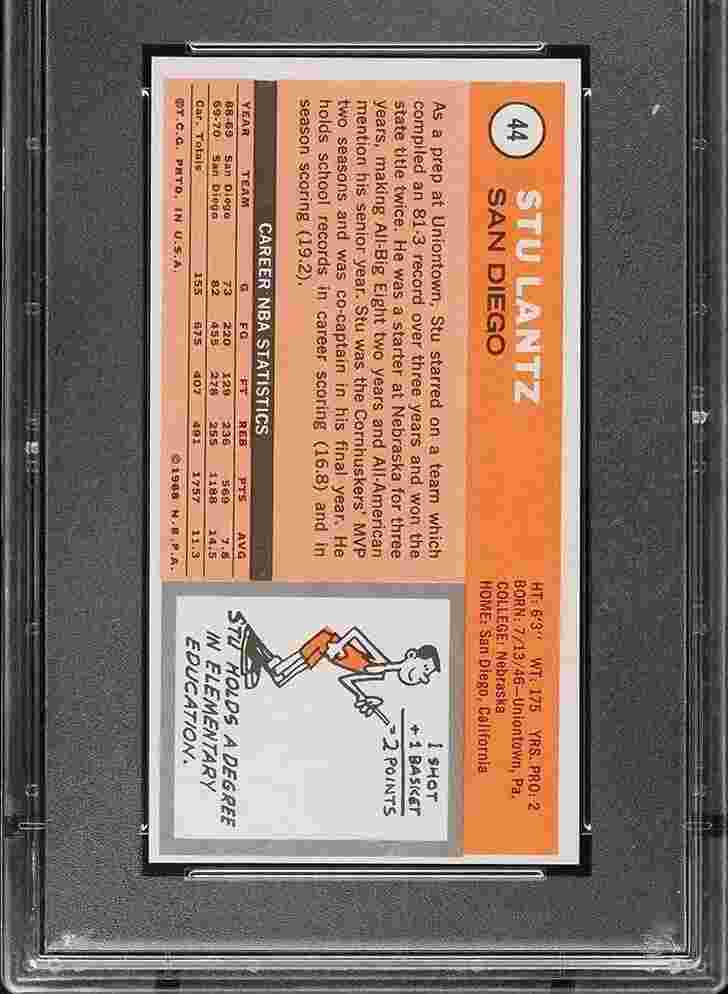 44
STU LANTZ
SAN DIEGO
HT: 6'3" WT: 175 YRS. PRO: 2
BORN: 7/13/46—Uniontown, Pa.
COLLEGE: Nebraska
HOME: San Diego, California
As a prep at Uniontown, Stu starred on a team which
compiled an 81-3 record over three years and won the
state title twice. He was a starter at Nebraska for three
years, making All-Big Eight two years and All-American
mention his senior year. Stu was the Cornhuskers' MVP
two seasons and was co-captain in his final year. He
holds school records in career scoring (16.8) and in
season scoring (19.2).
CAREER NBA STATISTICS
YEAR TEAM G FG FT REB PTS AVG
68-69 San Diego 73 220 129 236 569 7.8
69-70 San Diego 82 455 278 255 1188 14.5
Car. Totals 155 675 407 491 1757 11.3
©T.C.G. PRTD. IN U.S.A. ©1968 N.B.P.A.
1 SHOT
+ 1 BASKET
= 2 POINTS
STU HOLDS A DEGREE
IN ELEMENTARY
EDUCATION.